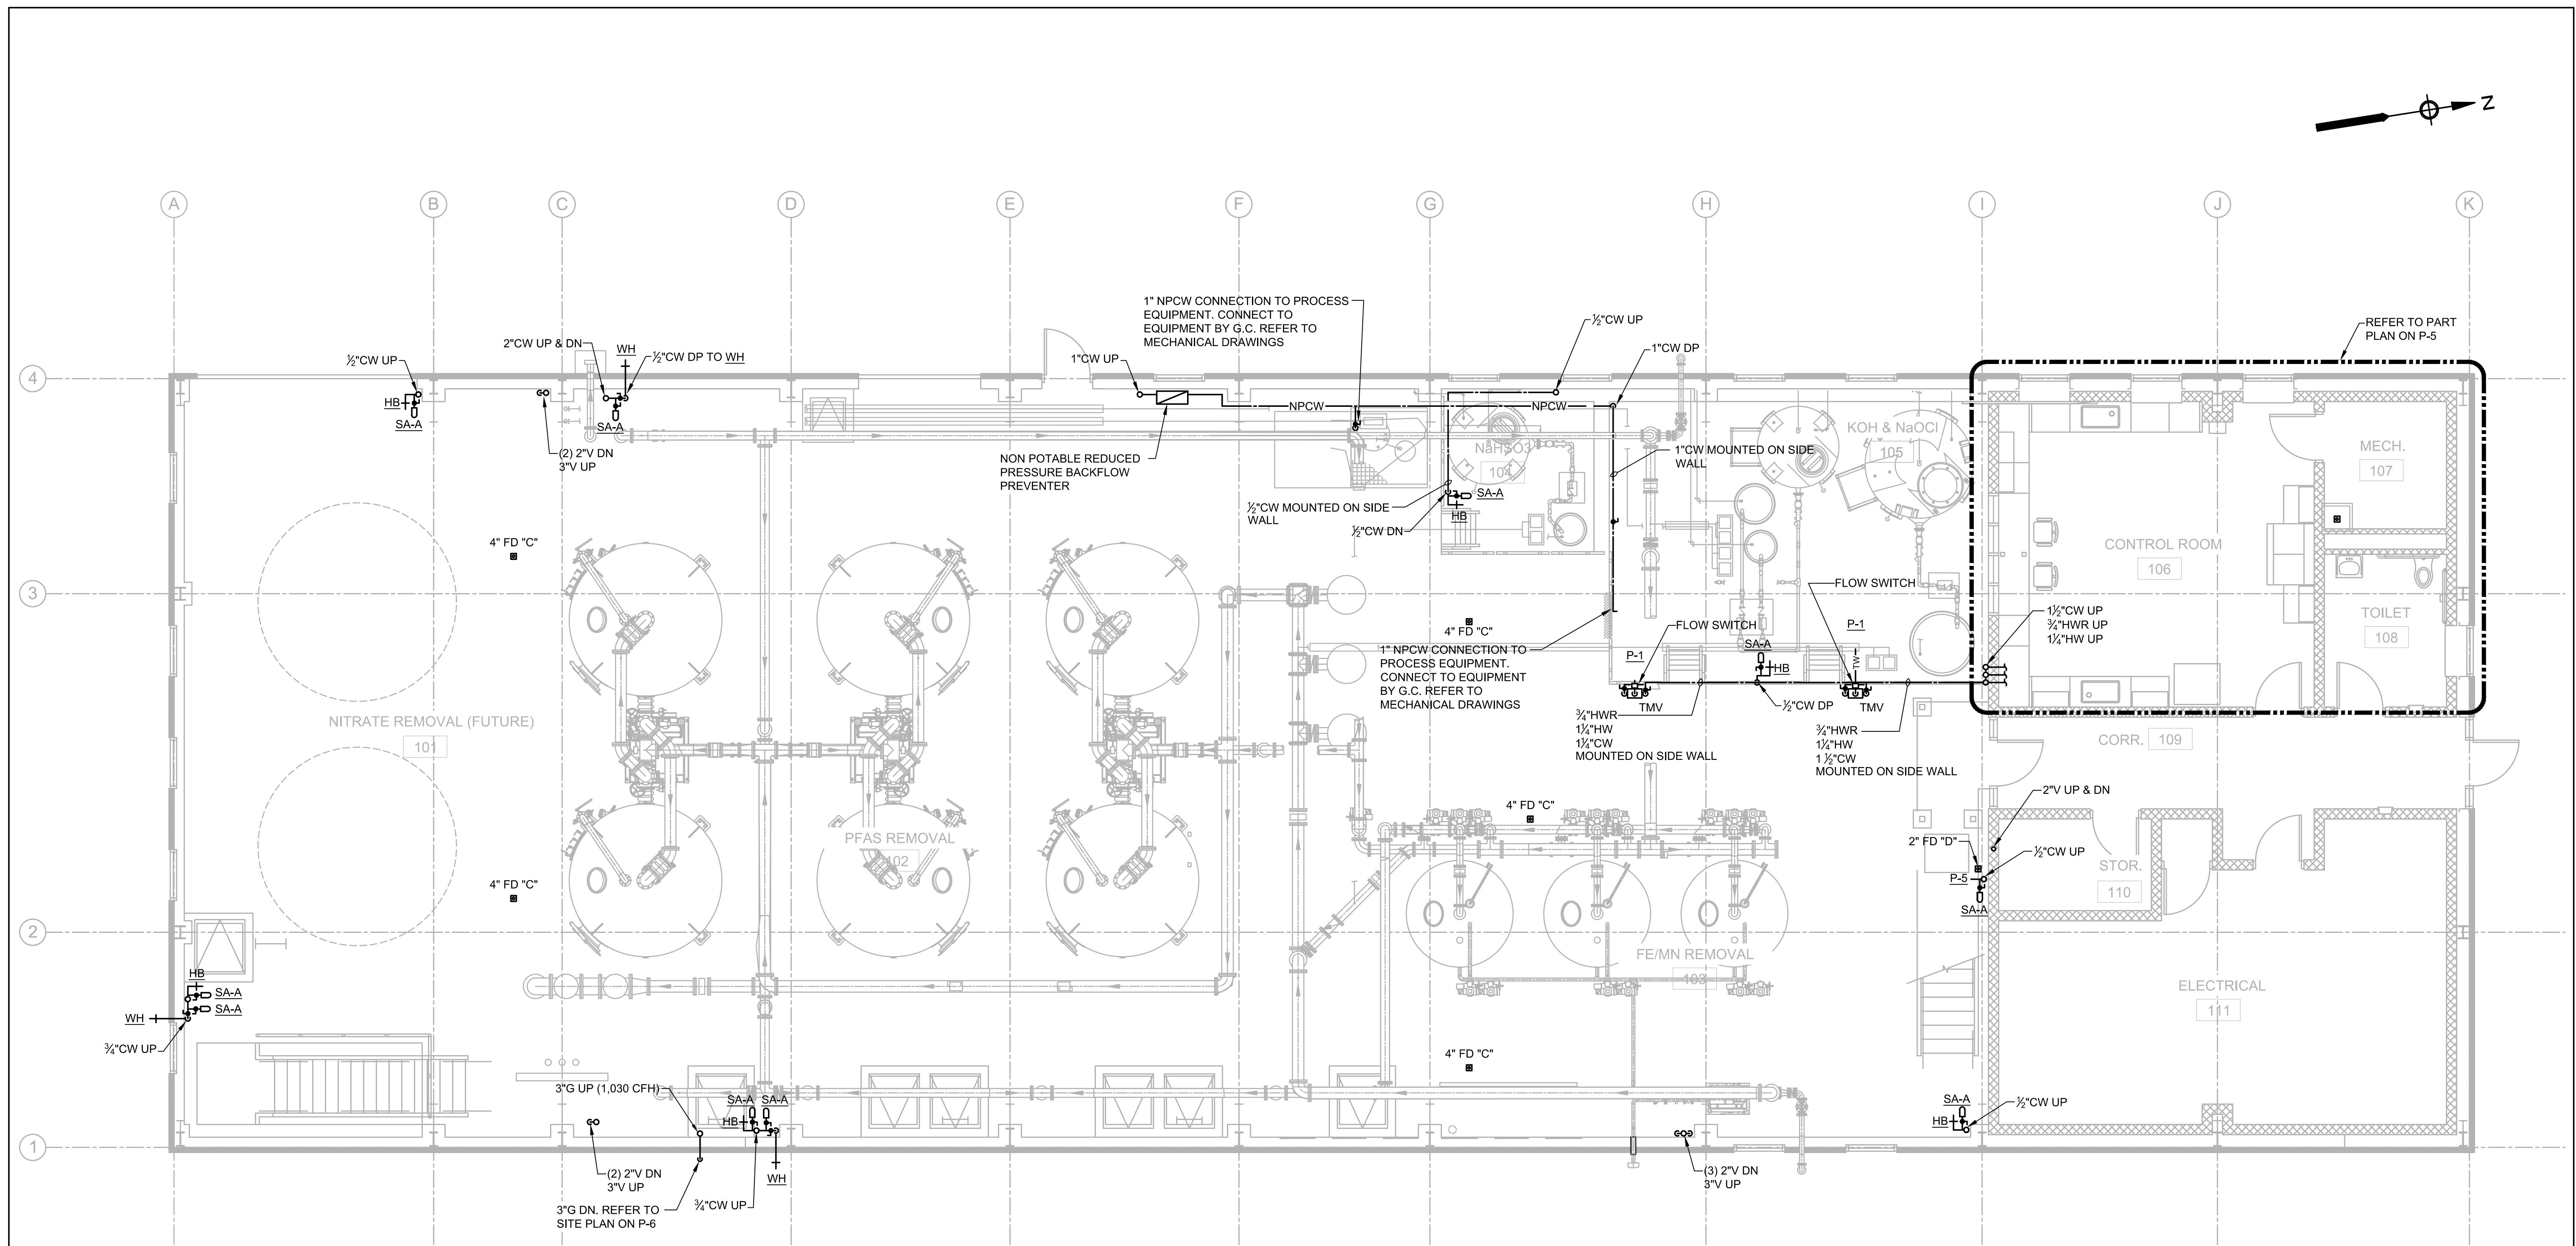 N
A
B
C
D
E
F
G
H
I
J
K
4
3
2
1
1" NPCW CONNECTION TO PROCESS
EQUIPMENT. CONNECT TO
EQUIPMENT BY G.C. REFER TO
MECHANICAL DRAWINGS
½"CW UP
REFER TO PART
PLAN ON P-5
2"CW UP & DN
WH
½"CW DP TO WH
½"CW UP
1"CW UP
1"CW DP
HB
SA-A
SA-A
NPCW
NPCW
(2) 2"V DN
3"V UP
NON POTABLE REDUCED
PRESSURE BACKFLOW
PREVENTER
NaHSO3
104
1"CW MOUNTED ON SIDE
WALL
KOH & NaOCl
105
MECH.
107
½"CW MOUNTED ON SIDE
WALL
½"CW DN
SA-A
HB
4" FD "C"
CONTROL ROOM
106
FLOW SWITCH
TOILET
108
1½"CW UP
¾"HWR UP
1¼"HW UP
4" FD "C"
1" NPCW CONNECTION TO
PROCESS EQUIPMENT.
CONNECT TO EQUIPMENT
BY G.C. REFER TO
MECHANICAL DRAWINGS
FLOW SWITCH
P-1
P-1
SA-A
HB
TW
TMV
½"CW DP
TMV
¾"HWR
1¼"HW
1¼"CW
MOUNTED ON SIDE WALL
¾"HWR
1¼"HW
1 ½"CW
MOUNTED ON SIDE WALL
NITRATE REMOVAL (FUTURE)
101
CORR. 109
2"V UP & DN
4" FD "C"
PFAS REMOVAL
102
2" FD "D"
½"CW UP
P-5
SA-A
STOR.
110
4" FD "C"
FE/MN REMOVAL
103
ELECTRICAL
111
HB
SA-A
SA-A
WH
¾"CW UP
4" FD "C"
3"G UP (1,030 CFH)
SA-A
SA-A
HB
WH
SA-A
HB
½"CW UP
(2) 2"V DN
3"V UP
¾"CW UP
3"G DN. REFER TO
SITE PLAN ON P-6
(3) 2"V DN
3"V UP